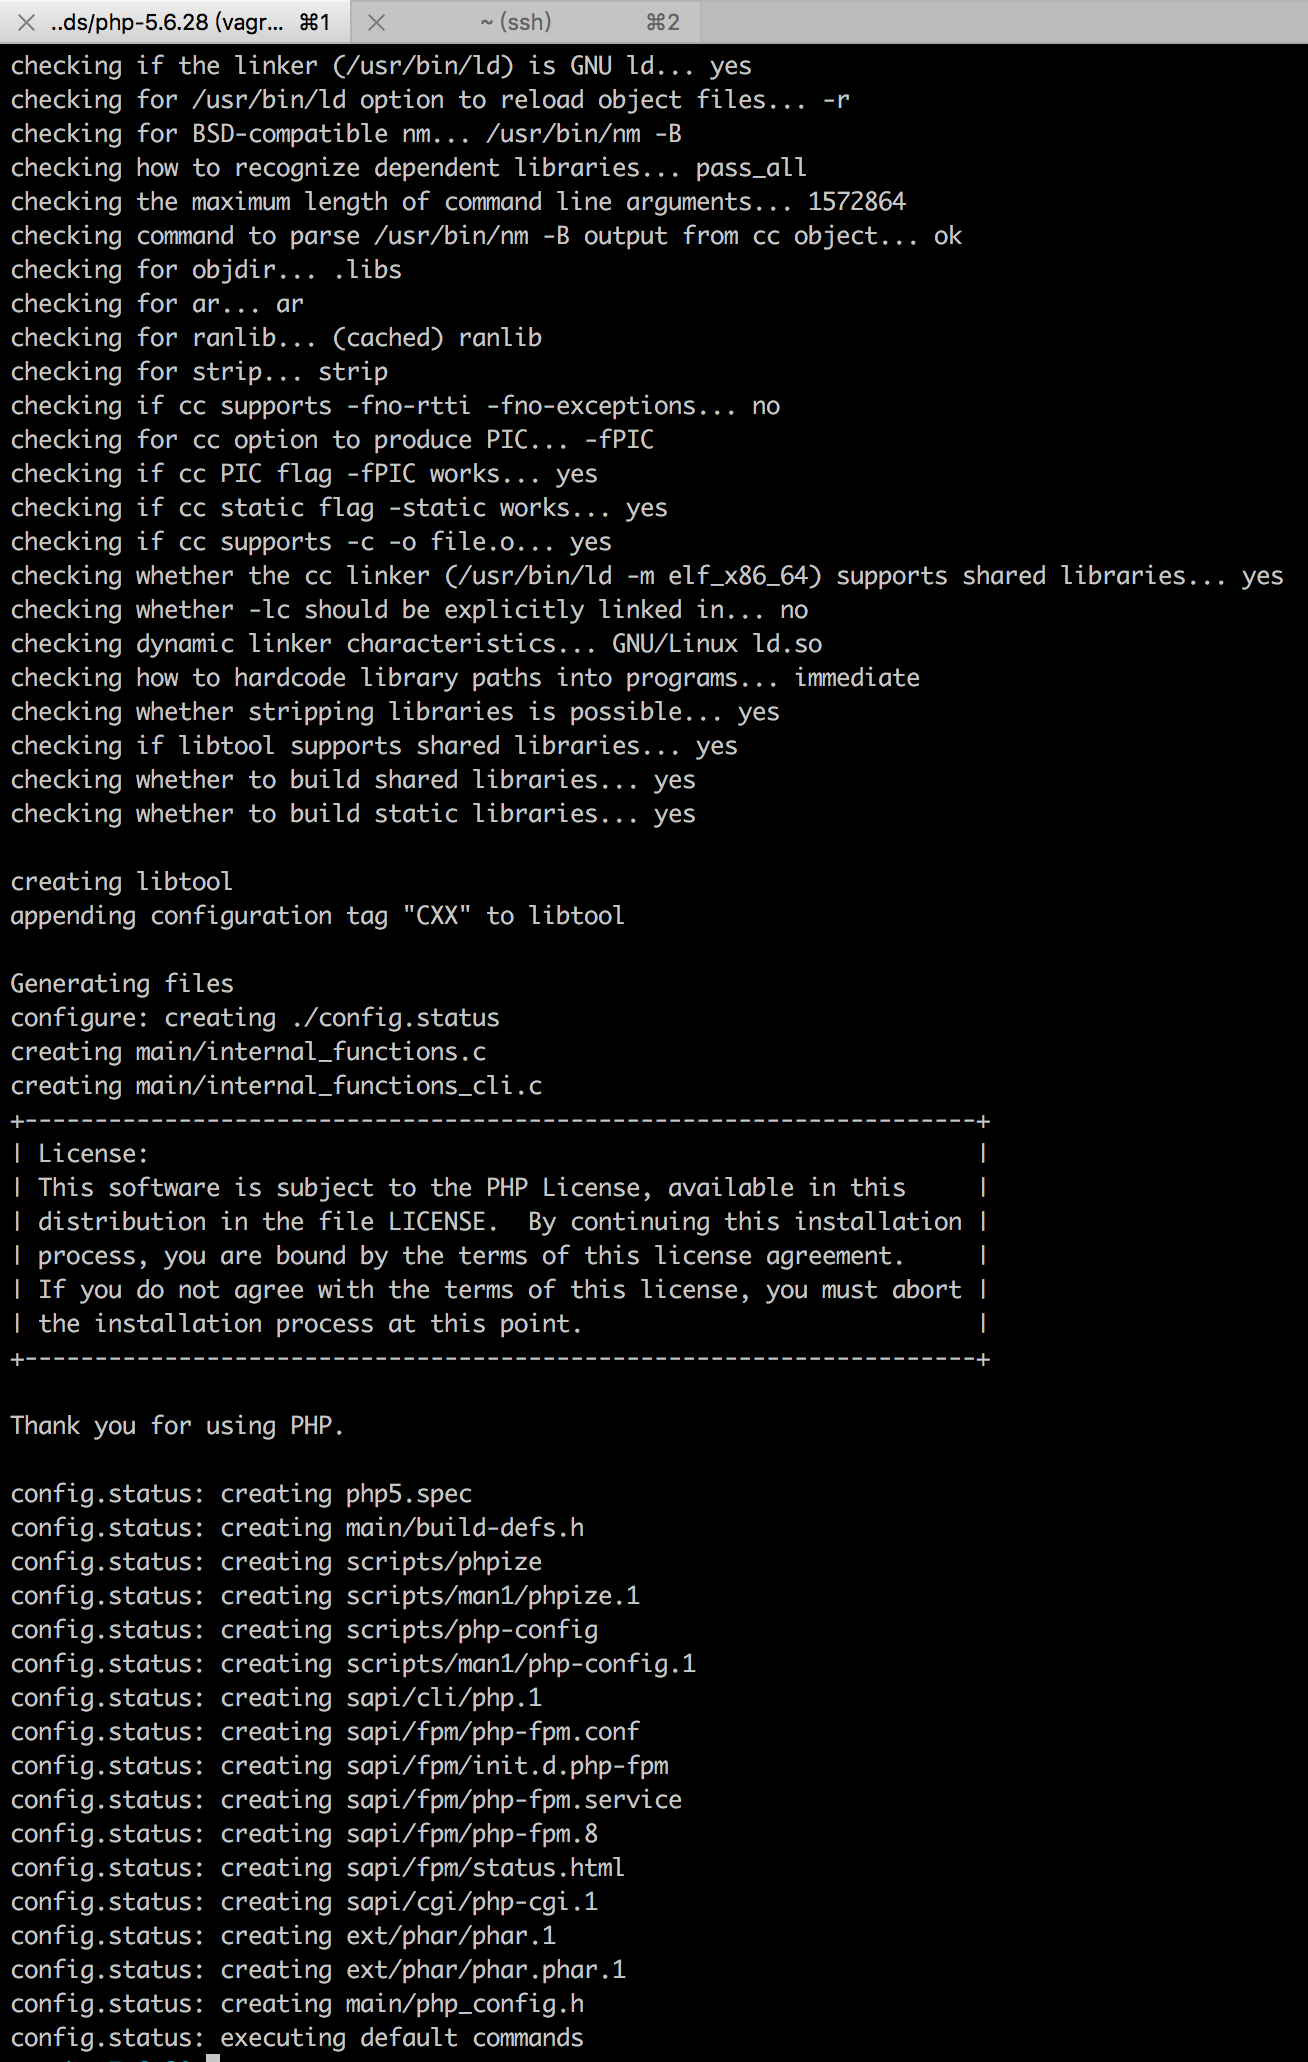 ..ds/php-5.6.28 (vagr... ⌘1 ~ (ssh) ⌘2
checking if the linker (/usr/bin/ld) is GNU ld... yes
checking for /usr/bin/ld option to reload object files... -r
checking for BSD-compatible nm... /usr/bin/nm -B
checking how to recognize dependent libraries... pass_all
checking the maximum length of command line arguments... 1572864
checking command to parse /usr/bin/nm -B output from cc object... ok
checking for objdir... .libs
checking for ar... ar
checking for ranlib... (cached) ranlib
checking for strip... strip
checking if cc supports -fno-rtti -fno-exceptions... no
checking for cc option to produce PIC... -fPIC
checking if cc PIC flag -fPIC works... yes
checking if cc static flag -static works... yes
checking if cc supports -c -o file.o... yes
checking whether the cc linker (/usr/bin/ld -m elf_x86_64) supports shared libraries... yes
checking whether -lc should be explicitly linked in... no
checking dynamic linker characteristics... GNU/Linux ld.so
checking how to hardcode library paths into programs... immediate
checking whether stripping libraries is possible... yes
checking if libtool supports shared libraries... yes
checking whether to build shared libraries... yes
checking whether to build static libraries... yes
creating libtool
appending configuration tag "CXX" to libtool
Generating files
configure: creating ./config.status
creating main/internal_functions.c
creating main/internal_functions_cli.c
+--------------------------------------------------------------------+
| License:                                                           |
| This software is subject to the PHP License, available in this     |
| distribution in the file LICENSE.  By continuing this installation |
| process, you are bound by the terms of this license agreement.     |
| If you do not agree with the terms of this license, you must abort |
| the installation process at this point.                            |
+--------------------------------------------------------------------+
Thank you for using PHP.
config.status: creating php5.spec
config.status: creating main/build-defs.h
config.status: creating scripts/phpize
config.status: creating scripts/man1/phpize.1
config.status: creating scripts/php-config
config.status: creating scripts/man1/php-config.1
config.status: creating sapi/cli/php.1
config.status: creating sapi/fpm/php-fpm.conf
config.status: creating sapi/fpm/init.d.php-fpm
config.status: creating sapi/fpm/php-fpm.service
config.status: creating sapi/fpm/php-fpm.8
config.status: creating sapi/fpm/status.html
config.status: creating sapi/cgi/php-cgi.1
config.status: creating ext/phar/phar.1
config.status: creating ext/phar/phar.phar.1
config.status: creating main/php_config.h
config.status: executing default commands